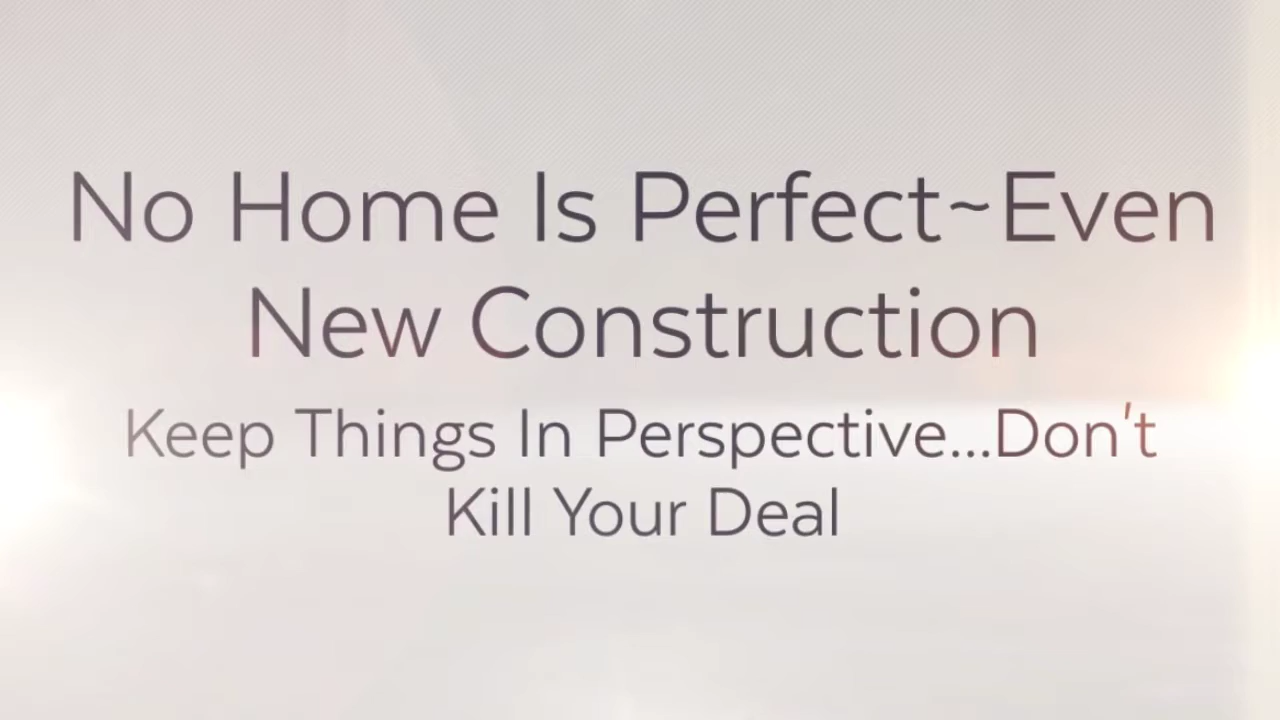 No Home Is Perfect~Even
New Construction
Keep Things In Perspective...Don't
Kill Your Deal